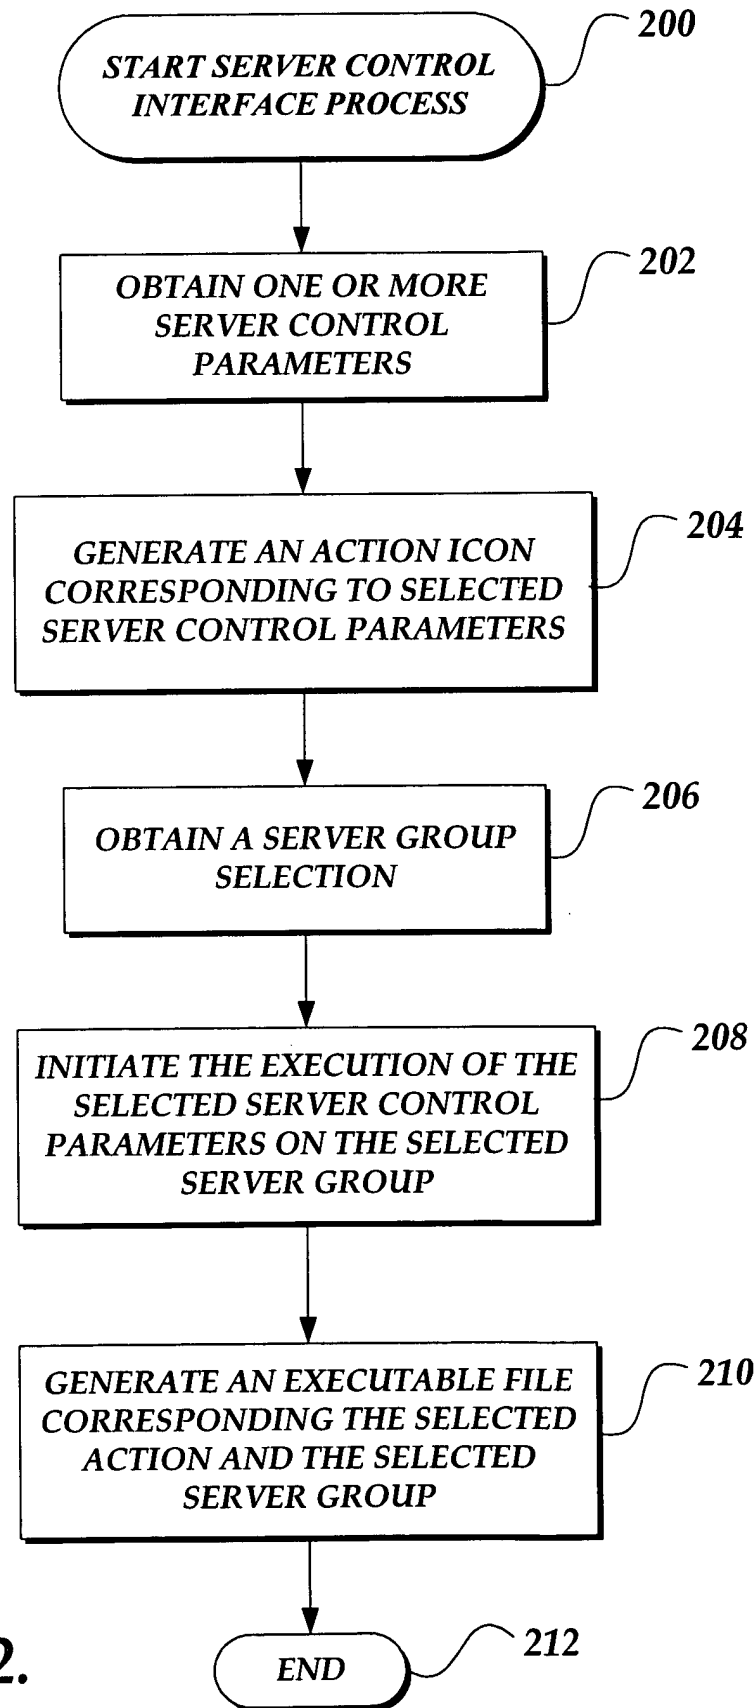 START SERVER CONTROL
INTERFACE PROCESS
200
OBTAIN ONE OR MORE
SERVER CONTROL
PARAMETERS
202
GENERATE AN ACTION ICON
CORRESPONDING TO SELECTED
SERVER CONTROL PARAMETERS
204
OBTAIN A SERVER GROUP
SELECTION
206
INITIATE THE EXECUTION OF THE
SELECTED SERVER CONTROL
PARAMETERS ON THE SELECTED
SERVER GROUP
208
GENERATE AN EXECUTABLE FILE
CORRESPONDING THE SELECTED
ACTION AND THE SELECTED
SERVER GROUP
210
END
212
2.